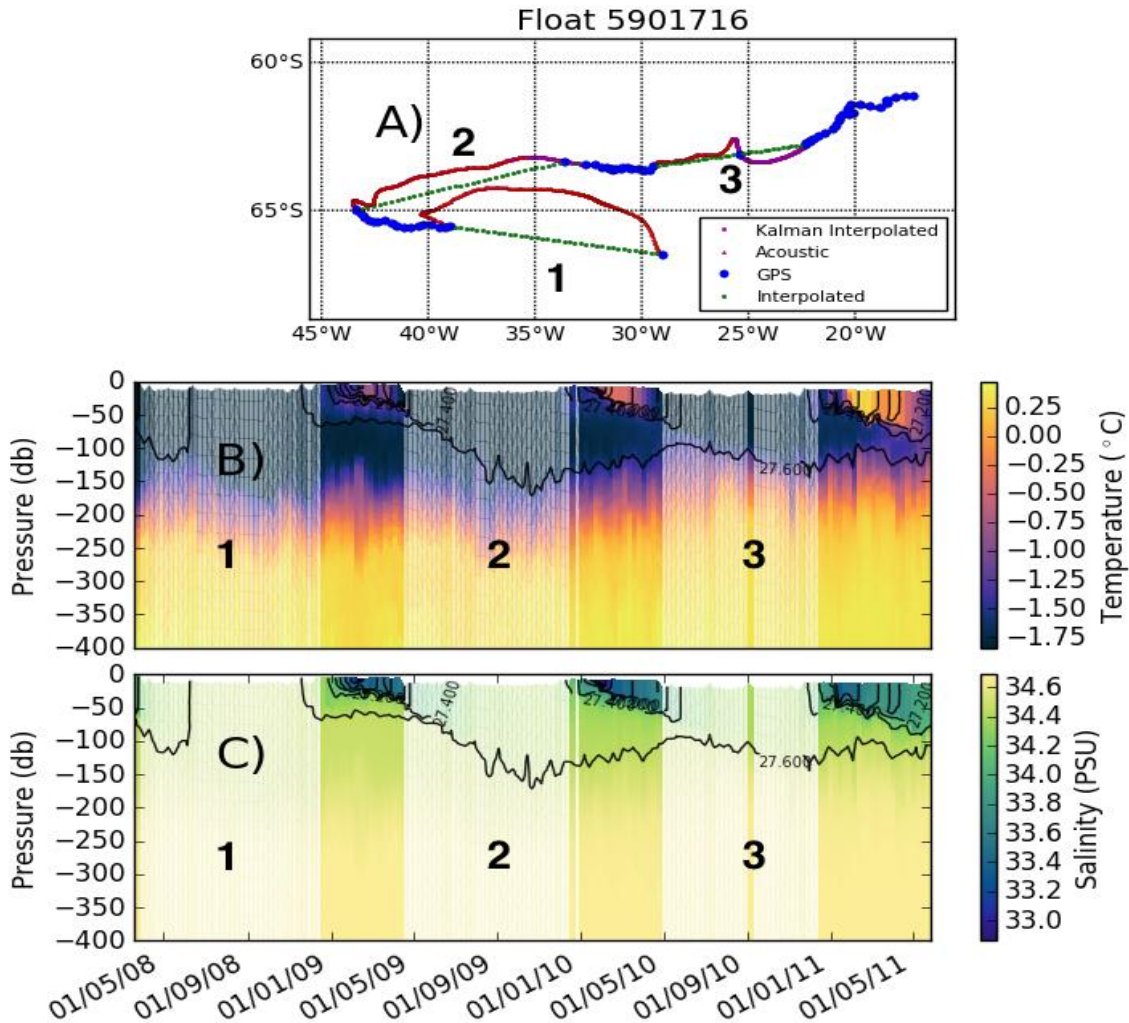 Float 5901716
60°S
A)
2
3
65°S
1
Kalman Interpolated
Acoustic
GPS
Interpolated
45°W 40°W 35°W 30°W 25°W 20°W
0
−50
−100
−150
−200
−250
−300
−350
−400
Pressure (db)
B)
1 2 3
27.400
27.400
27.600
27.200
0.25
0.00
−0.25
−0.50
−0.75
−1.00
−1.25
−1.50
−1.75
Temperature (°C)
0
−50
−100
−150
−200
−250
−300
−350
−400
Pressure (db)
C)
1 2 3
27.400
27.600
27.200
34.6
34.4
34.2
34.0
33.8
33.6
33.4
33.2
33.0
Salinity (PSU)
01/05/08 01/09/08 01/01/09 01/05/09 01/09/09 01/01/10 01/05/10 01/09/10 01/01/11 01/05/11